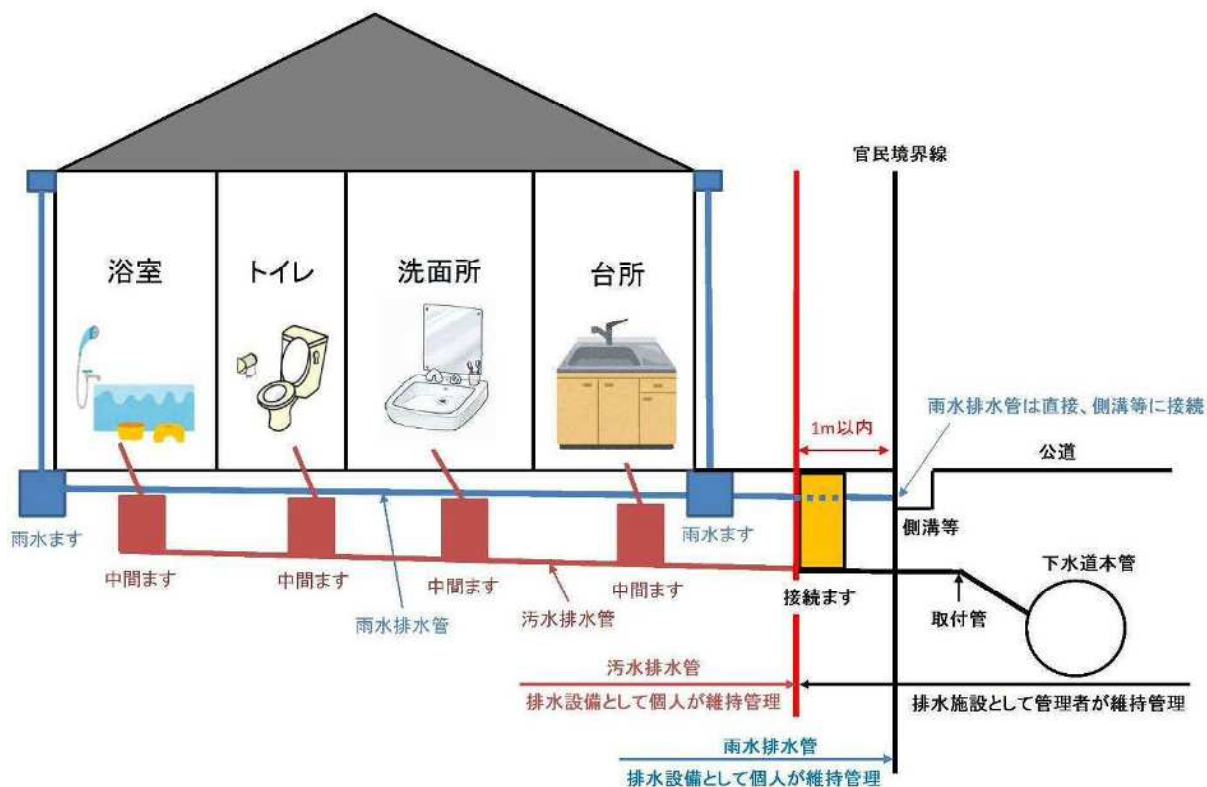 官民境界線
浴室
トイレ
洗面所
台所
雨水排水管は直接、側溝等に接続
1m以内
公道
側溝等
雨水ます
雨水ます
中間ます
中間ます
中間ます
中間ます
接続ます
下水道本管
取付管
雨水排水管
汚水排水管
汚水排水管
排水設備として個人が維持管理
排水施設として管理者が維持管理
雨水排水管
排水設備として個人が維持管理